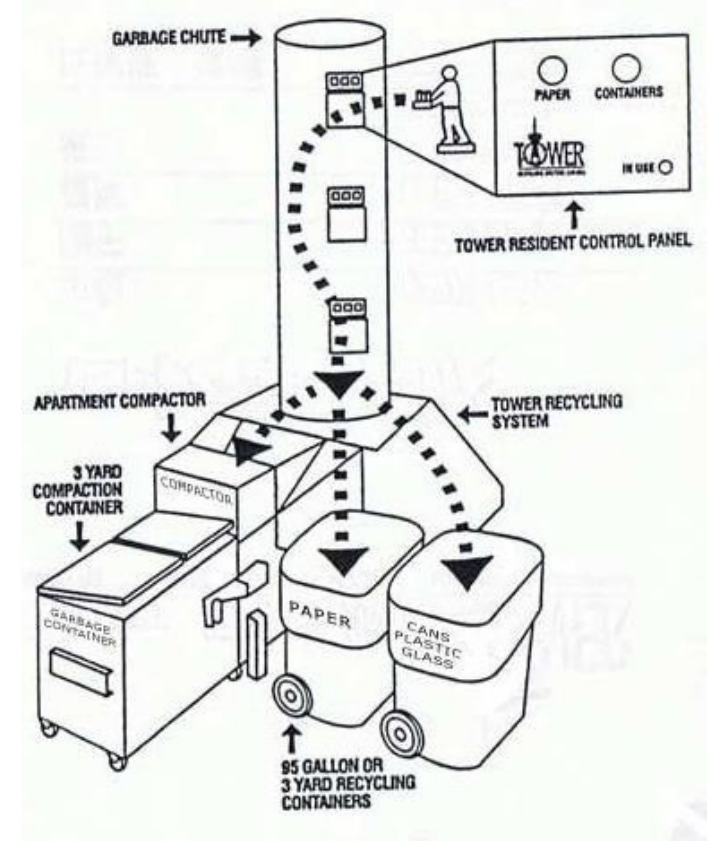 GARBAGE CHUTE
PAPER
CONTAINERS
TOWER
IN USE
TOWER RESIDENT CONTROL PANEL
APARTMENT COMPACTOR
TOWER RECYCLING
SYSTEM
3 YARD
COMPACTION
CONTAINER
COMPACTOR
GARBAGE
CONTAINER
PAPER
CANS
PLASTIC
GLASS
95 GALLON OR
3 YARD RECYCLING
CONTAINERS